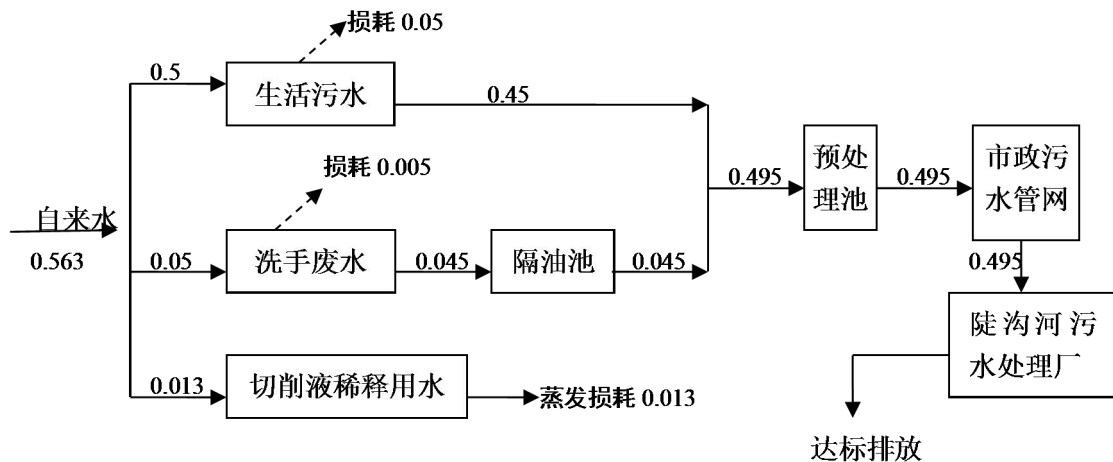 损耗 0.05
0.5
生活污水
0.45
损耗 0.005
自来水
0.563
0.05
洗手废水
0.045
隔油池
0.045
0.495
预处
理池
0.495
市政污
水管网
0.495
陡沟河污
水处理厂
0.013
切削液稀释用水
蒸发损耗 0.013
达标排放